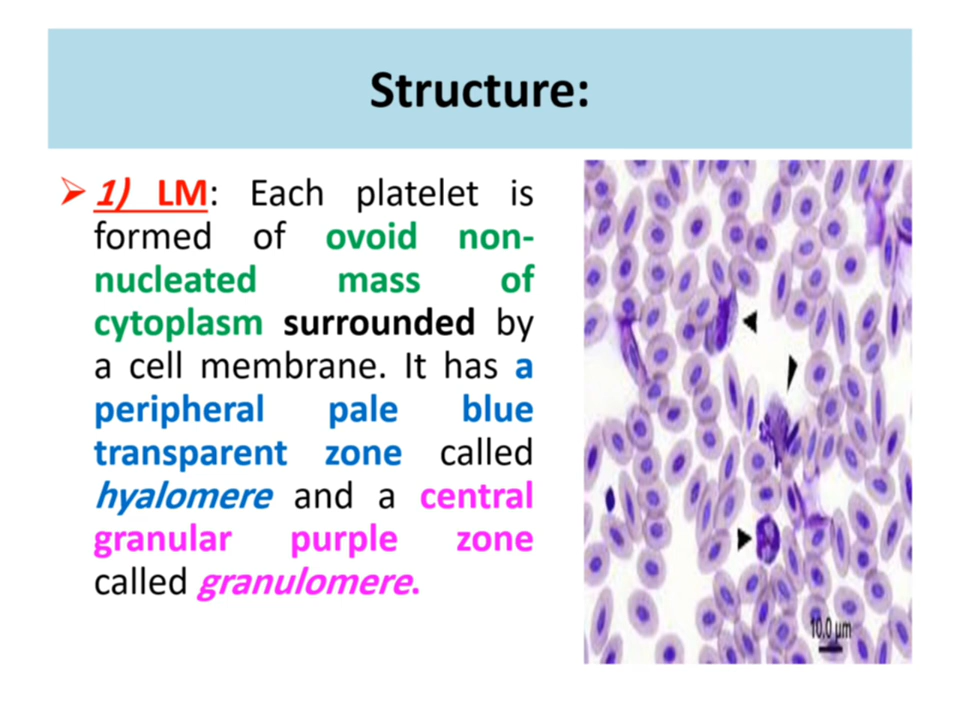 Structure:
1) LM: Each platelet is
formed of ovoid non-
nucleated mass of
cytoplasm surrounded by
a cell membrane. It has a
peripheral pale blue
transparent zone called
hyalomere and a central
granular purple zone
called granulomere.
10.0 µm